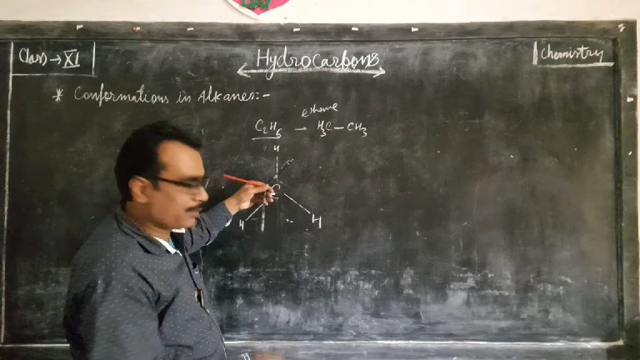 Class → XI
Hydrocarbons
Chemistry
* Conformations in Alkanes:-
ethane
C₂H₆ → H₃C – CH₃
H
C
C
H
H